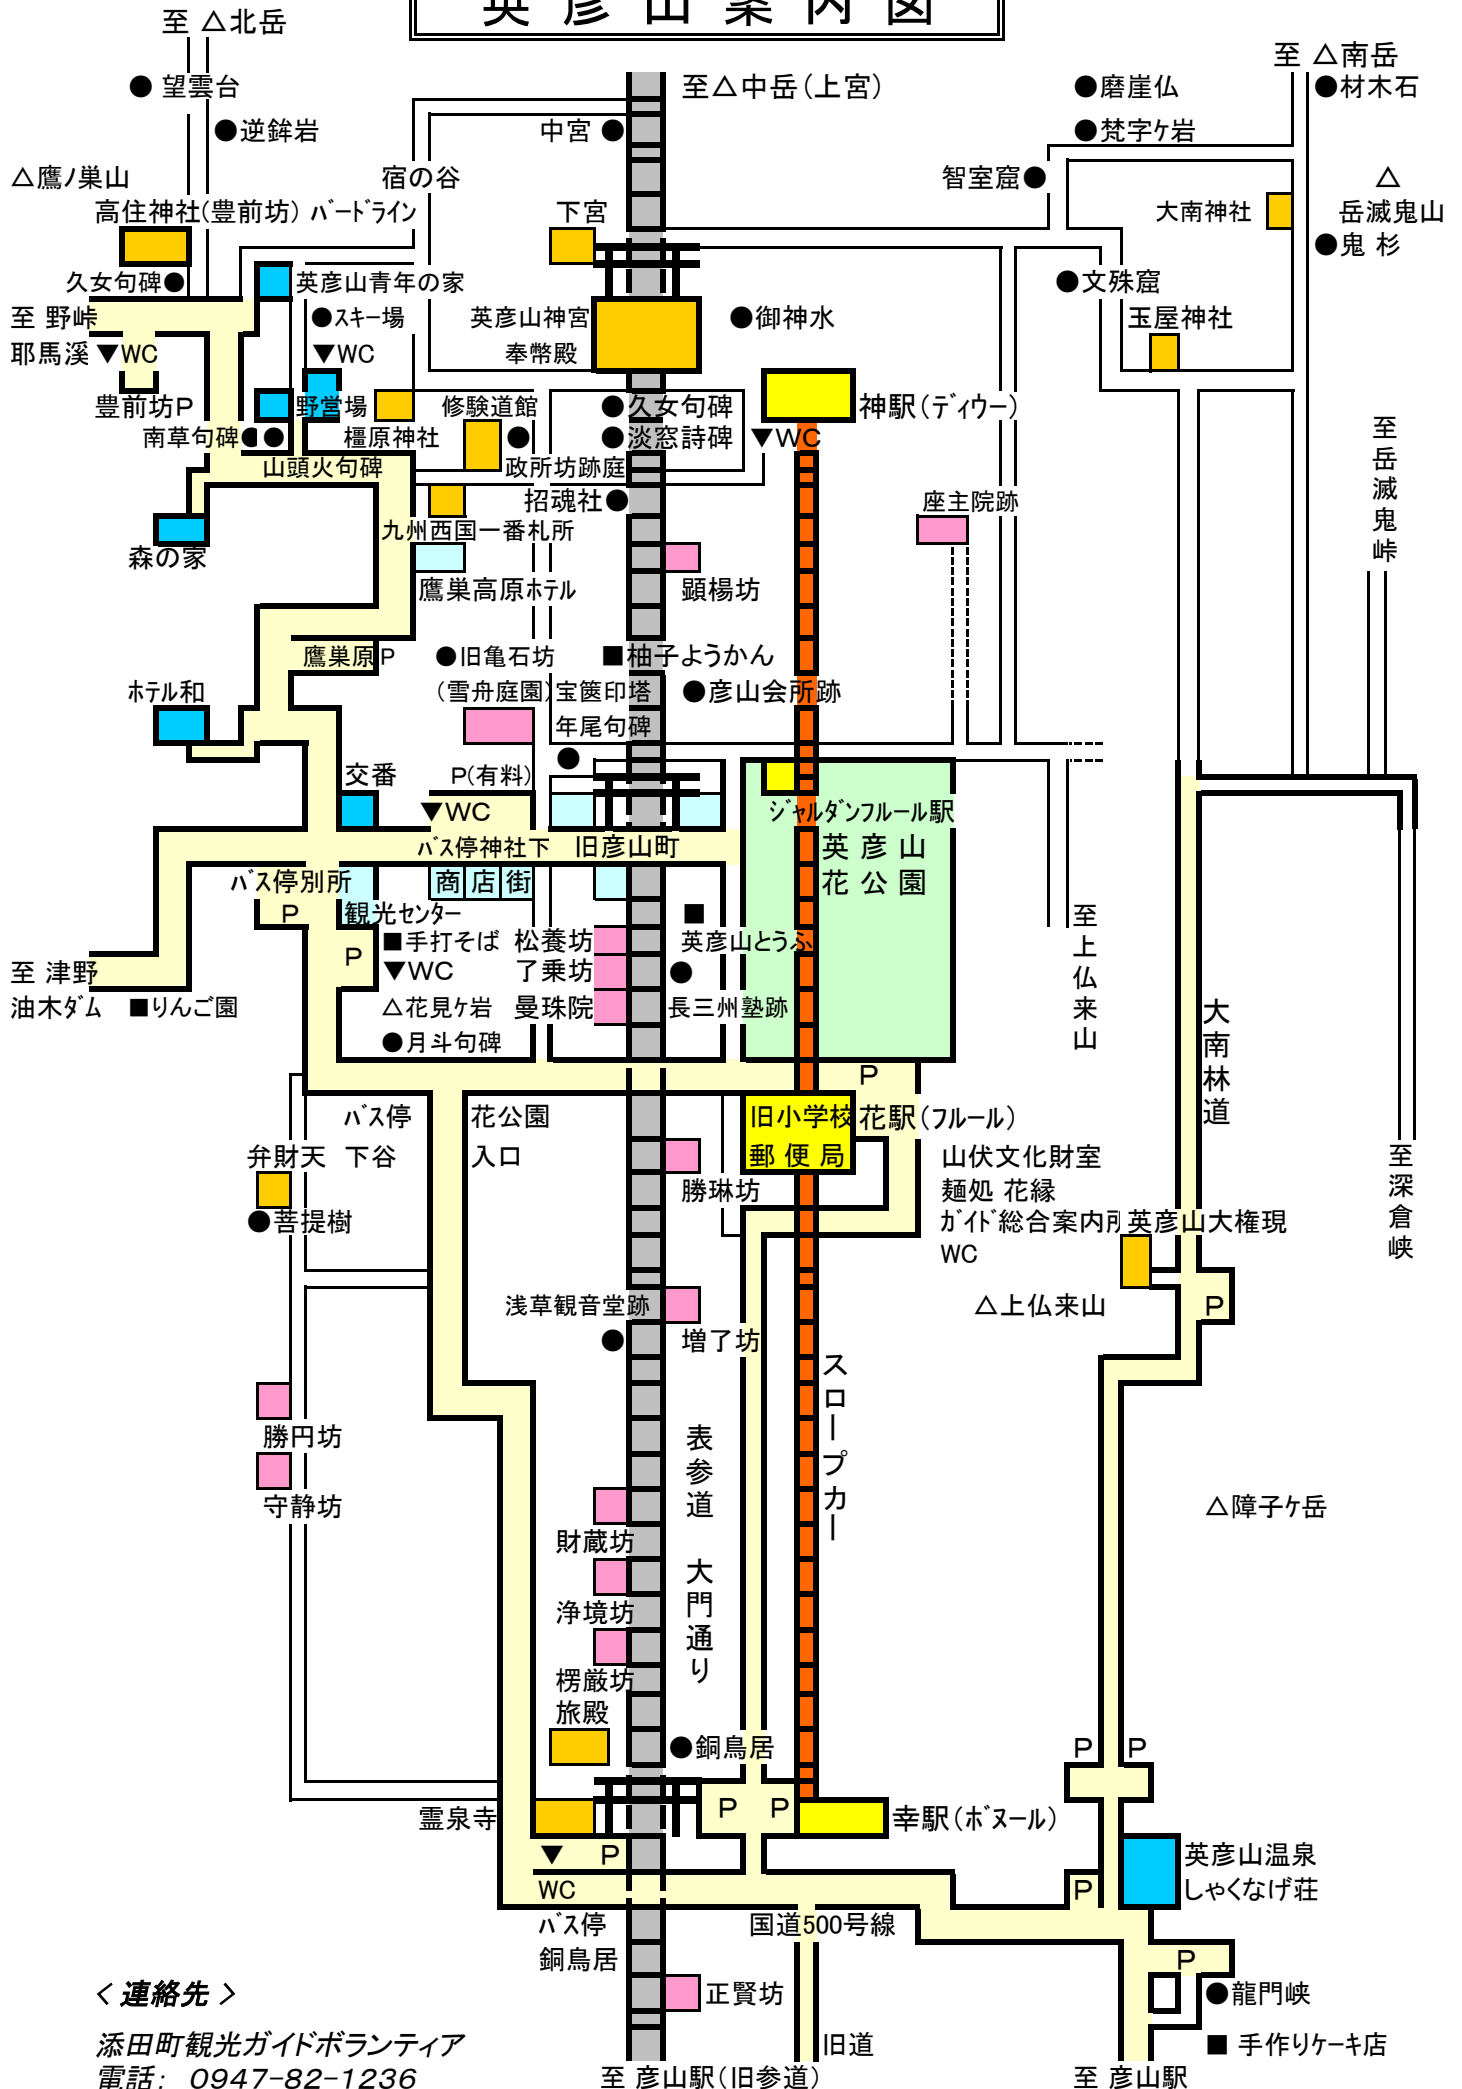 英彦山案内図
至 △北岳
至 △南岳
● 望雲台
至△中岳(上宮)
●磨崖仏
●材木石
●逆鉾岩
中宮 ●
●梵字ヶ岩
△鷹ノ巣山
宿の谷
智室窟●
△
岳滅鬼山
高住神社(豊前坊)
バードライン
下宮
大南神社
●鬼 杉
久女句碑●
英彦山青年の家
●文殊窟
至 野峠
●スキー場
英彦山神宮
●御神水
玉屋神社
耶馬溪
▼WC
▼WC
奉幣殿
豊前坊P
野営場
修験道館
●久女句碑
神駅(ディウー)
南草句碑●
●
橿原神社
●
●淡窓詩碑
▼WC
至岳滅鬼峠
山頭火句碑
政所坊跡庭
招魂社●
座主院跡
九州西国一番札所
森の家
鷹巣高原ホテル
顕楊坊
鷹巣原P
●旧亀石坊
■柚子ようかん
ホテル和
(雪舟庭園)
宝篋印塔
●彦山会所跡
年尾句碑
●
交番
P(有料)
▼WC
ジャルダンフルール駅
バス停神社下
旧彦山町
英彦山
花公園
バス停別所
商店街
P
観光センター
■
至上仏来山
■手打そば
松養坊
英彦山とうふ
P
至 津野
▼WC
了乗坊
●
油木ダム
■りんご園
△花見ヶ岩
曼珠院
長三州塾跡
大南林道
●月斗句碑
P
バス停
花公園
旧小学校
花駅(フルール)
弁財天
下谷
入口
郵便局
山伏文化財室
至深倉峡
勝琳坊
麺処 花縁
●菩提樹
ガイド総合案内所
英彦山大権現
WC
浅草観音堂跡
△上仏来山
P
●
増了坊
スロープカー
勝円坊
表参道 大門通り
守静坊
△障子ヶ岳
財蔵坊
浄境坊
楞厳坊
旅殿
●銅鳥居
P
P
霊泉寺
P
P
幸駅(ボヌール)
▼
P
英彦山温泉
WC
P
しゃくなげ荘
バス停
国道500号線
銅鳥居
P
<連絡先>
正賢坊
●龍門峡
添田町観光ガイドボランティア
旧道
■ 手作りケーキ店
電話: 0947-82-1236
至 彦山駅(旧参道)
至 彦山駅